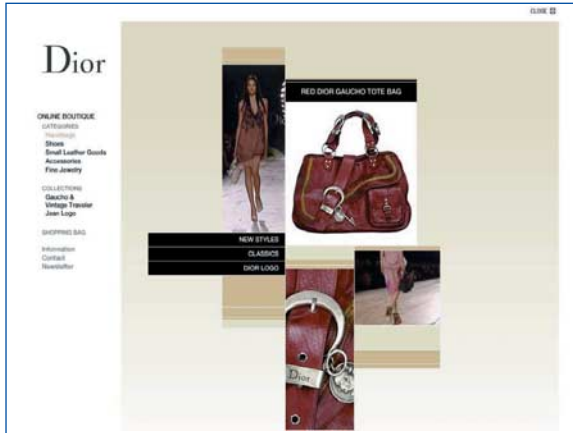 CLOSE
Dior
RED DIOR GAUCHO TOTE BAG
ONLINE BOUTIQUE
CATEGORIES
Handbags
Shoes
Small Leather Goods
Accessories
Fine Jewelry
COLLECTIONS
Gaucho &
Vintage Traveler
Jean Logo
SHOPPING BAG
Information
Contact
Newsletter
NEW STYLES
CLASSICS
DIOR LOGO
Dior